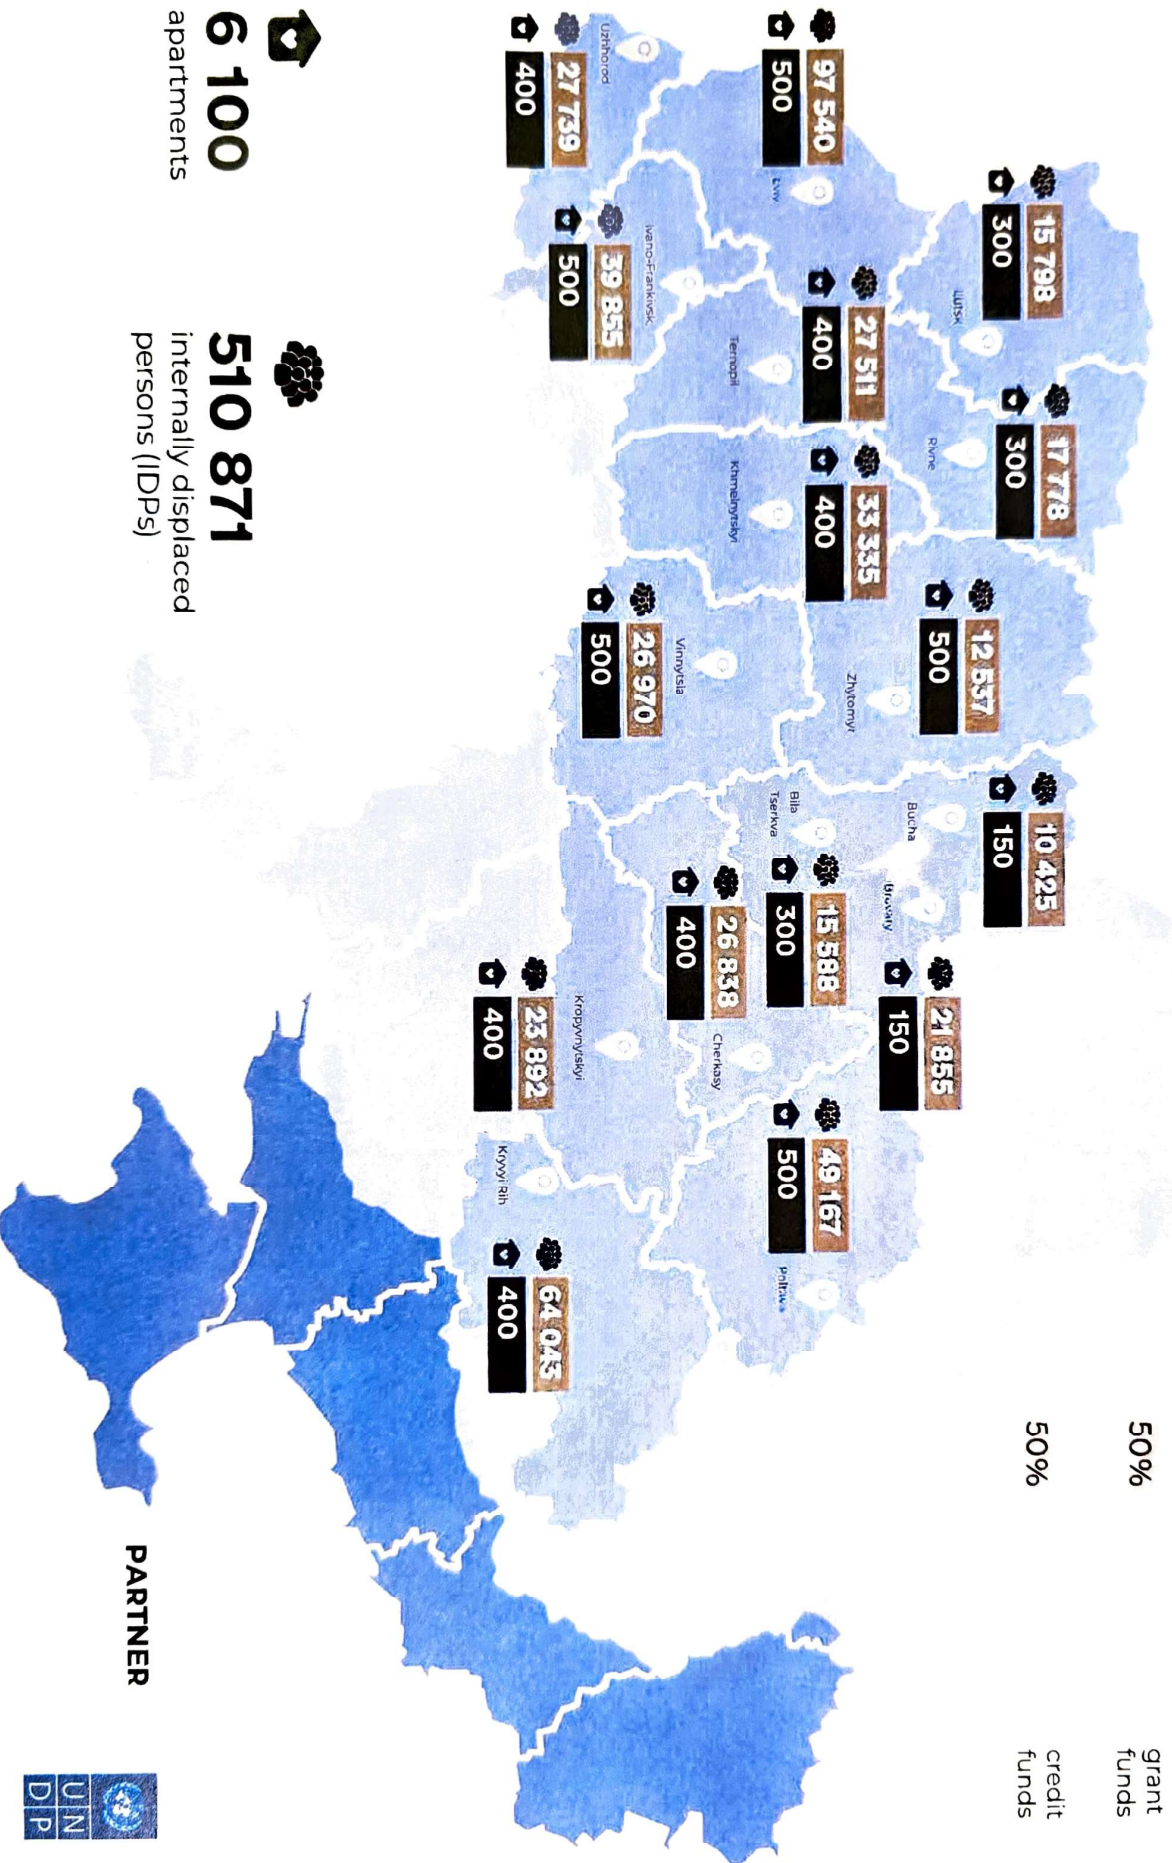 50%
grant
funds
50%
credit
funds
15 798
300
Lutsk
17 778
300
Rivne
12 537
500
Zhytomyr
10 425
150
Bucha
Brovary
21 855
150
97 540
500
Lviv
27 511
400
Ternopil
33 335
400
Khmelnytskyi
Bila
Tserkva
15 588
300
49 167
500
Poltava
27 739
400
Uzhhorod
39 855
500
Ivano-Frankivsk
26 970
500
Vinnytsia
26 838
400
Cherkasy
23 892
400
Kropyvnytskyi
Kryvyi Rih
64 043
400
6 100
apartments
510 871
internally displaced
persons (IDPs)
PARTNER
U N
D P